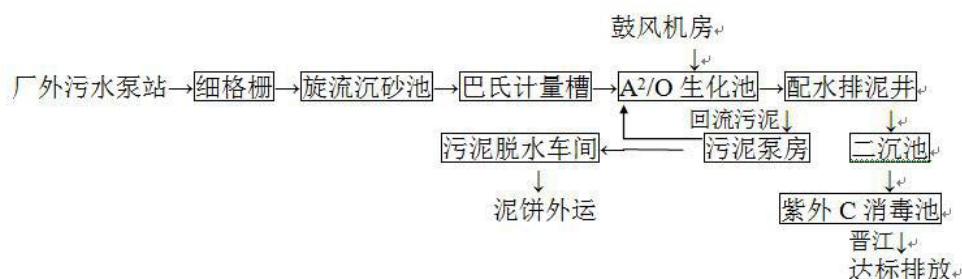 鼓风机房
厂外污水泵站→细格栅→旋流沉砂池→巴氏计量槽→A²/O 生化池→配水排泥井
回流污泥↓
污泥脱水车间← 污泥泵房 二沉池
泥饼外运 紫外 C 消毒池
晋江↓
达标排放